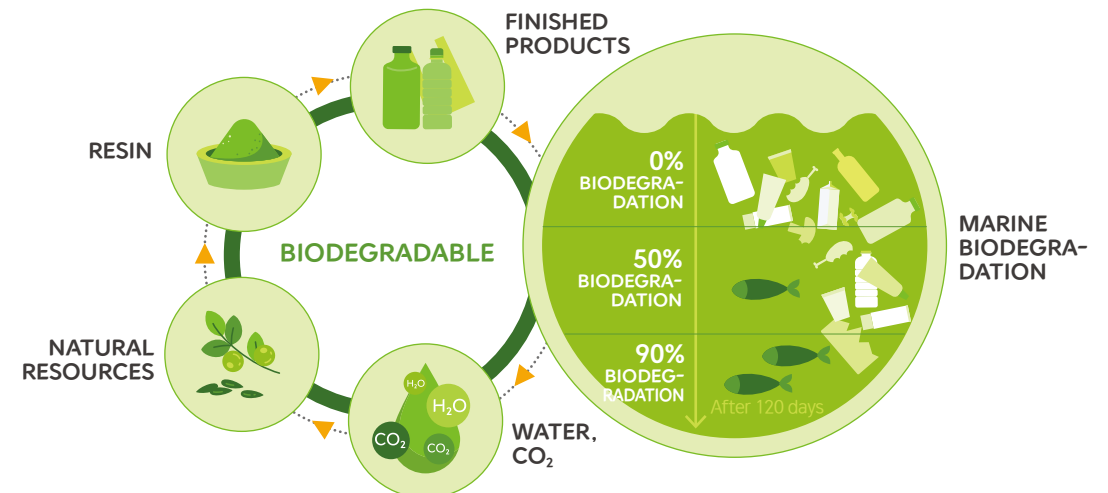 FINISHED
PRODUCTS
RESIN
BIODEGRADABLE
NATURAL
RESOURCES
H₂O
H₂O
CO₂
CO₂
WATER,
CO₂
0%
BIODEGRA-
DATION
50%
BIODEGRA-
DATION
90%
BIODEG-
RADATION
After 120 days
MARINE
BIODEGRA-
DATION